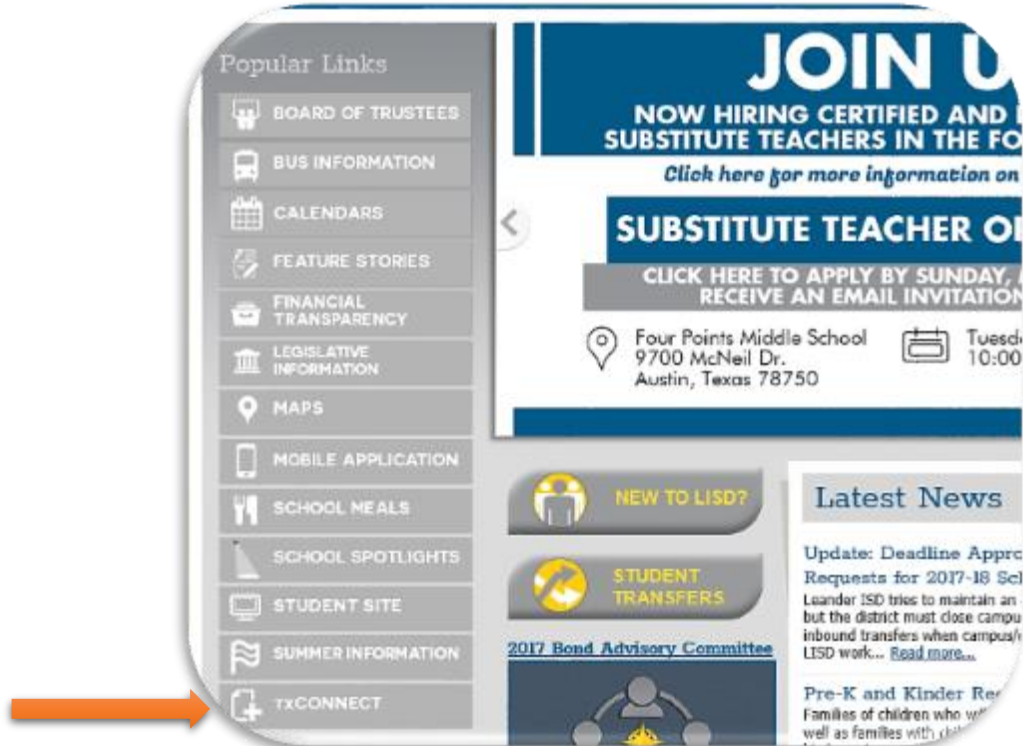 Popular Links
BOARD OF TRUSTEES
BUS INFORMATION
CALENDARS
FEATURE STORIES
FINANCIAL
TRANSPARENCY
LEGISLATIVE
INFORMATION
MAPS
MOBILE APPLICATION
SCHOOL MEALS
SCHOOL SPOTLIGHTS
STUDENT SITE
SUMMER INFORMATION
TxCONNECT
JOIN U
NOW HIRING CERTIFIED AND
SUBSTITUTE TEACHERS IN THE FO
Click here for more information on
SUBSTITUTE TEACHER
CLICK HERE TO APPLY BY SUNDAY,
RECEIVE AN EMAIL INVITATION
Four Points Middle School
9700 McNeil Dr.
Austin, Texas 78750
Tuesd
10:00
NEW TO LISD?
STUDENT
TRANSFERS
2017 Bond Advisory Committee
Latest News
Update: Deadline Appro
Requests for 2017-18 Sc
Leander ISD tries to maintain an
but the district must close campu
inbound transfers when campus/
LISD work... Read more...
Pre-K and Kinder Re
Families of children who
well as families with